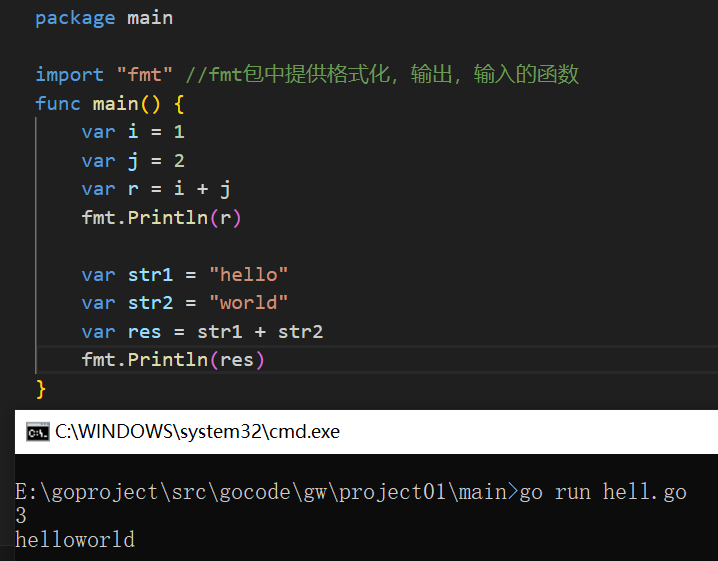 package main
import "fmt" //fmt包中提供格式化，输出，输入的函数
func main() {
var i = 1
var j = 2
var r = i + j
fmt.Println(r)
var str1 = "hello"
var str2 = "world"
var res = str1 + str2
fmt.Println(res)
}
C:\WINDOWS\system32\cmd.exe
E:\goproject\src\gocode\gw\project01\main>go run hell.go
3
helloworld